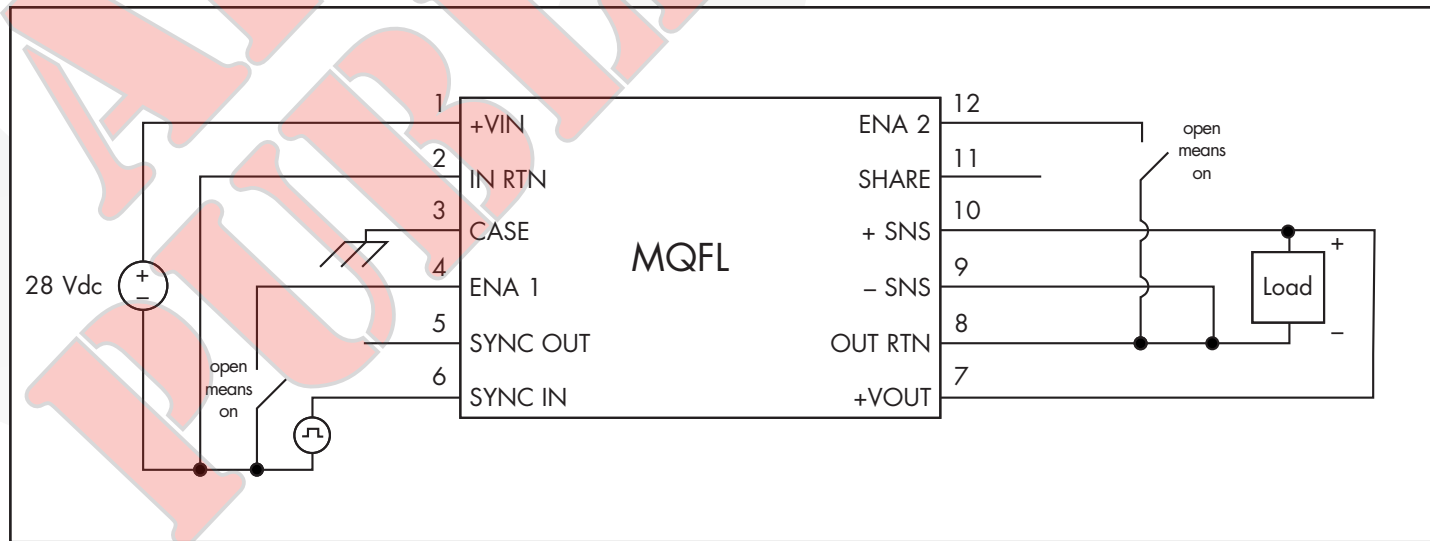 1
+VIN
2
IN RTN
3
CASE
4
ENA 1
5
SYNC OUT
6
SYNC IN
MQFL
12
ENA 2
11
SHARE
10
+ SNS
9
– SNS
8
OUT RTN
7
+VOUT
28 Vdc
+
–
open
means
on
open
means
on
Load
+
–